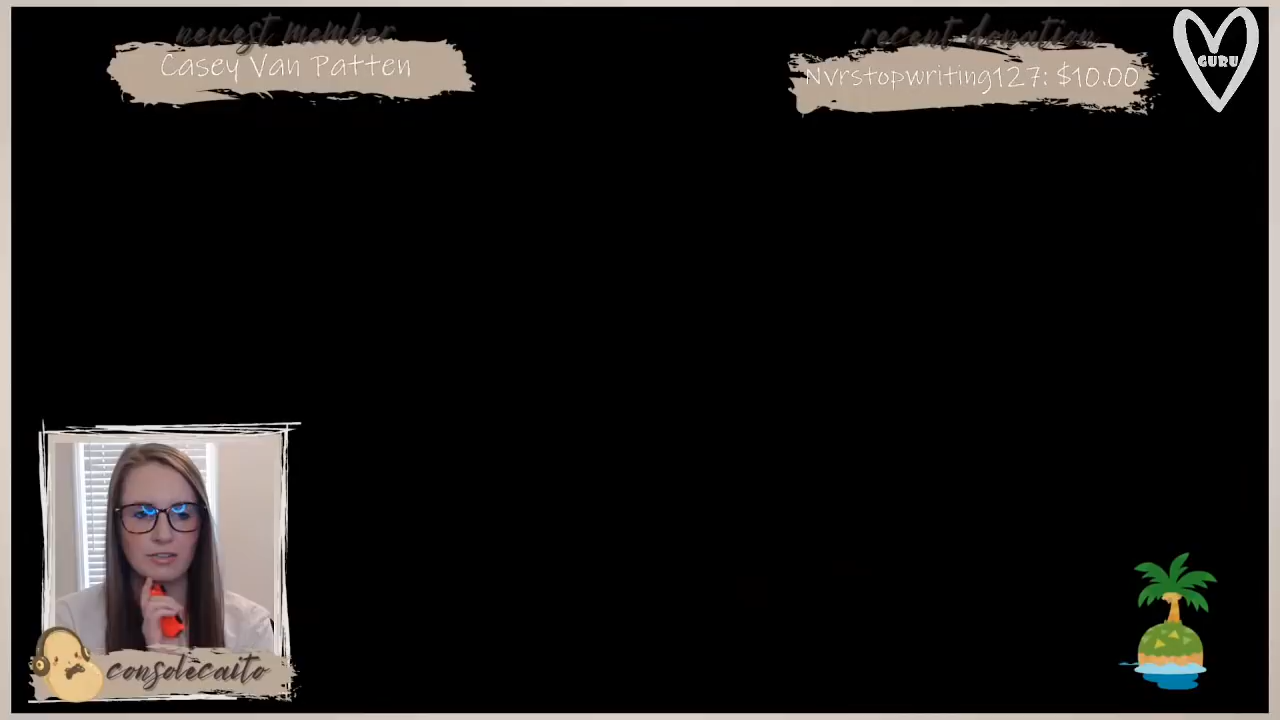 newest member
Casey Van Patten
recent donation
Nvrstopwriting127: $10.00
GURU
consolecaito